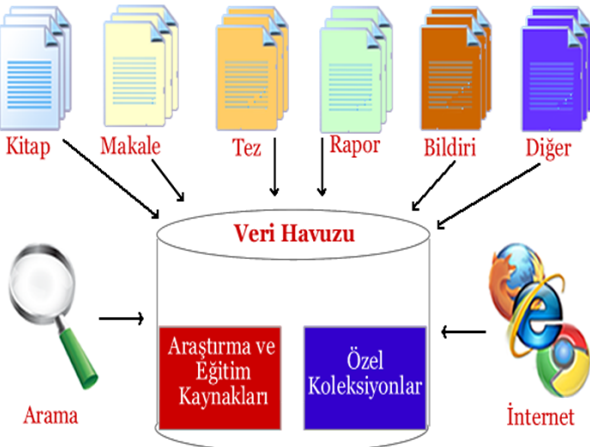 Kitap
Makale
Tez
Rapor
Bildiri
Diğer
Veri Havuzu
Araştırma ve
Eğitim
Kaynakları
Özel
Koleksiyonlar
Arama
İnternet